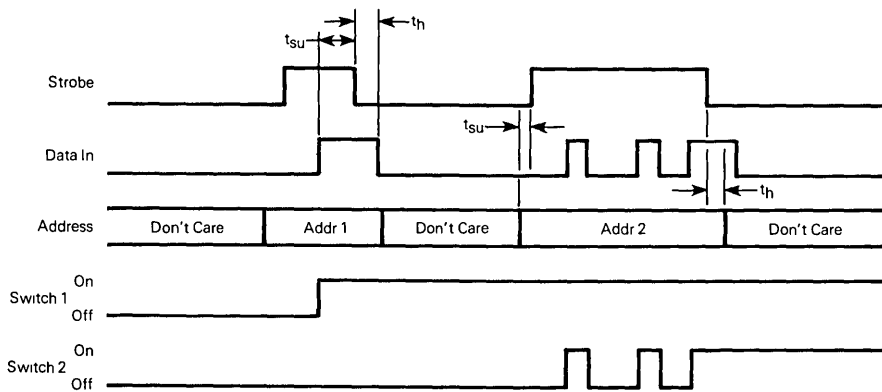 th
tsu
Strobe
tsu
Data In
th
Address Don't Care Addr 1 Don't Care Addr 2 Don't Care
On
Switch 1
Off
On
Switch 2
Off